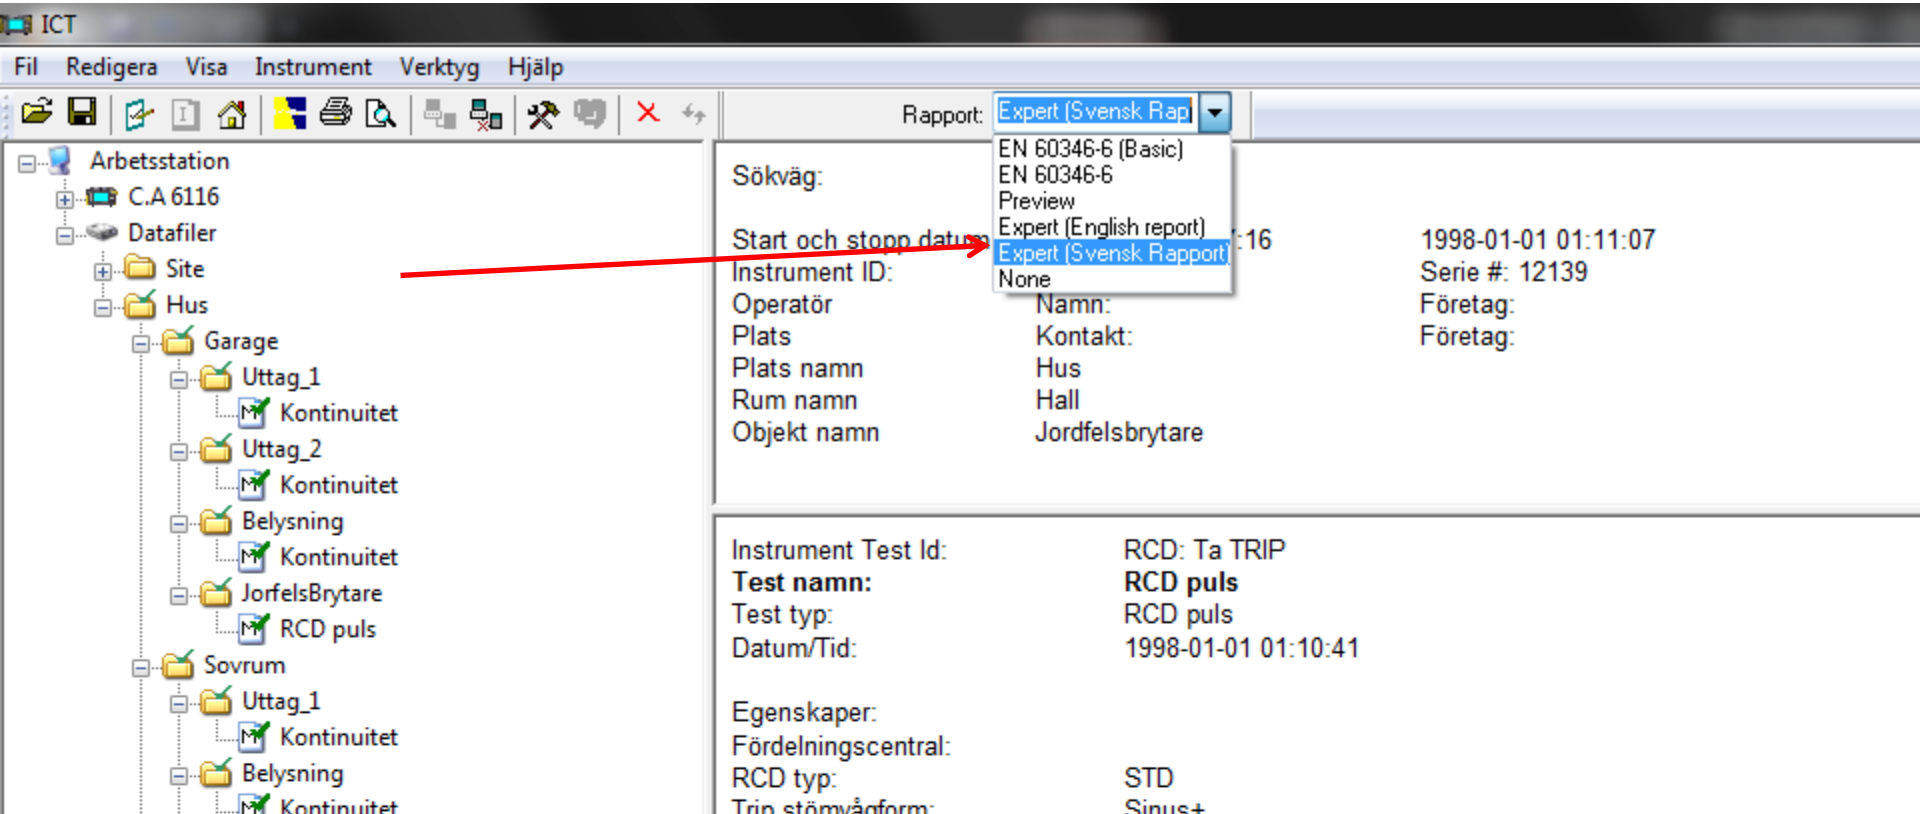 ICT
Fil Redigera Visa Instrument Verktyg Hjälp
Rapport: Expert (Svensk Rap
EN 60346-6 (Basic)
EN 60346-6
Preview
Expert (English report)
Expert (Svensk Rapport)
None
Arbetsstation
C.A 6116
Datafiler
Site
Hus
Garage
Uttag_1
Kontinuitet
Uttag_2
Kontinuitet
Belysning
Kontinuitet
JorfelsBrytare
RCD puls
Sovrum
Uttag_1
Kontinuitet
Belysning
Kontinuitet
Sökväg:
Start och stopp datum :16 1998-01-01 01:11:07
Instrument ID: Serie #: 12139
Operatör Namn: Företag:
Plats Kontakt: Företag:
Plats namn Hus
Rum namn Hall
Objekt namn Jordfelsbrytare
Instrument Test Id: RCD: Ta TRIP
Test namn: RCD puls
Test typ: RCD puls
Datum/Tid: 1998-01-01 01:10:41
Egenskaper:
Fördelningscentral:
RCD typ: STD
Trip stömvågform: Sinus+